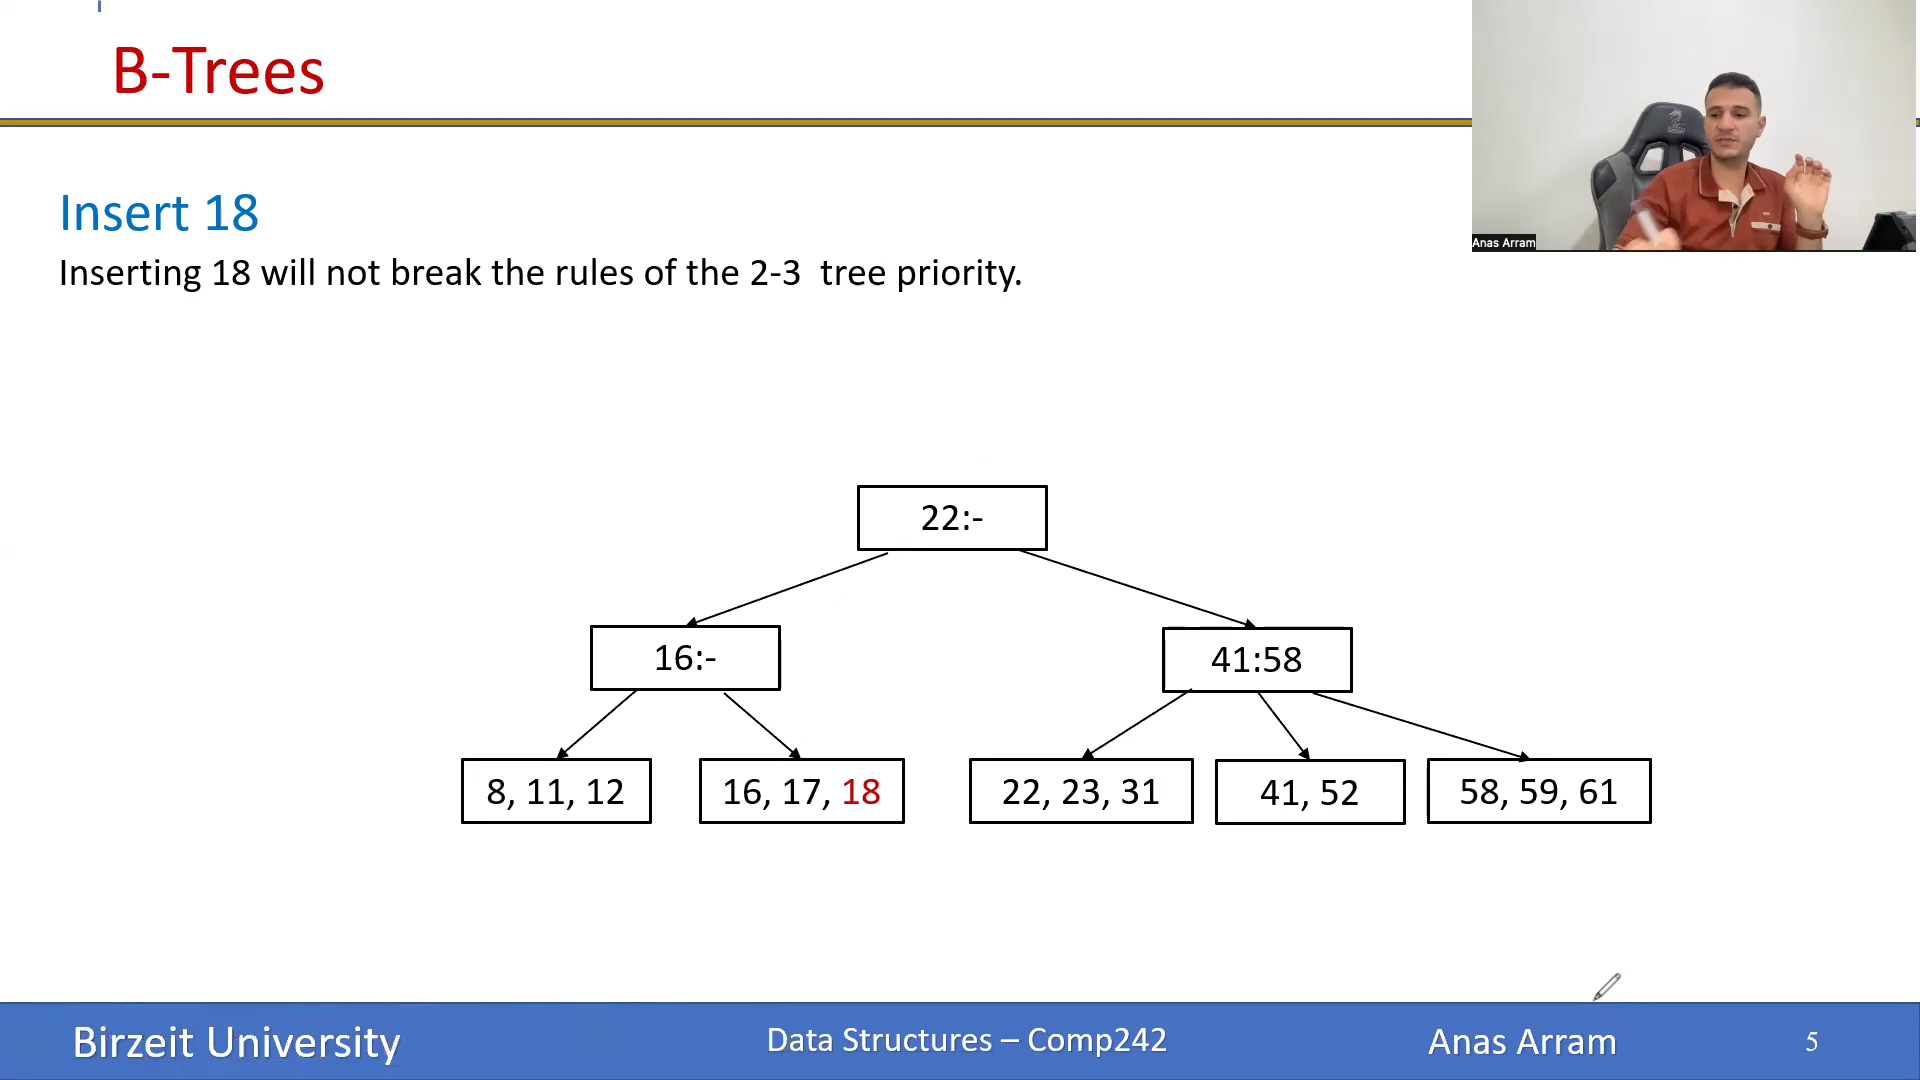 B-Trees
Anas Arram
Insert 18
Inserting 18 will not break the rules of the 2-3 tree priority.
22:-
16:-
41:58
8, 11, 12
16, 17, 18
22, 23, 31
41, 52
58, 59, 61
Birzeit University
Data Structures – Comp242
Anas Arram
5